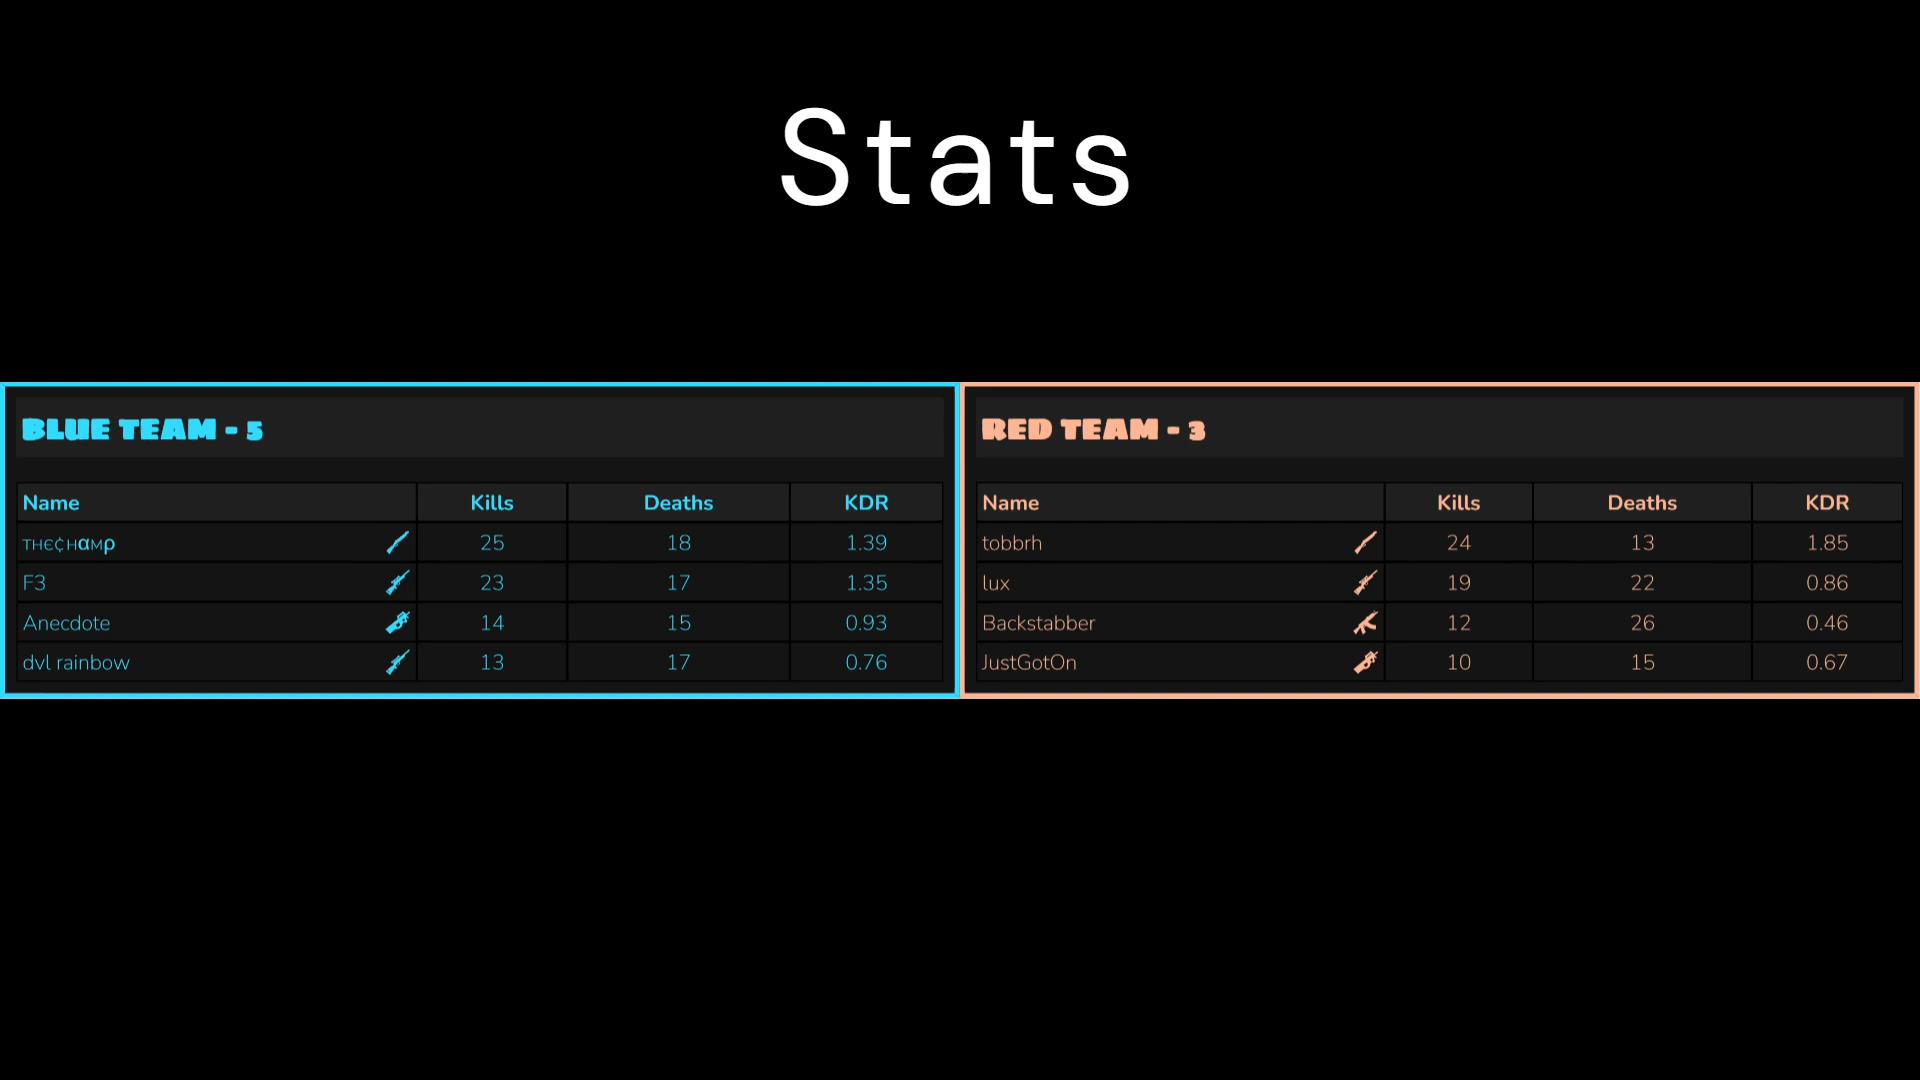 Stats
BLUE TEAM - 5
Name Kills Deaths KDR
тнє¢нαмρ 25 18 1.39
F3 23 17 1.35
Anecdote 14 15 0.93
dvl rainbow 13 17 0.76
RED TEAM - 3
Name Kills Deaths KDR
tobbrh 24 13 1.85
lux 19 22 0.86
Backstabber 12 26 0.46
JustGotOn 10 15 0.67